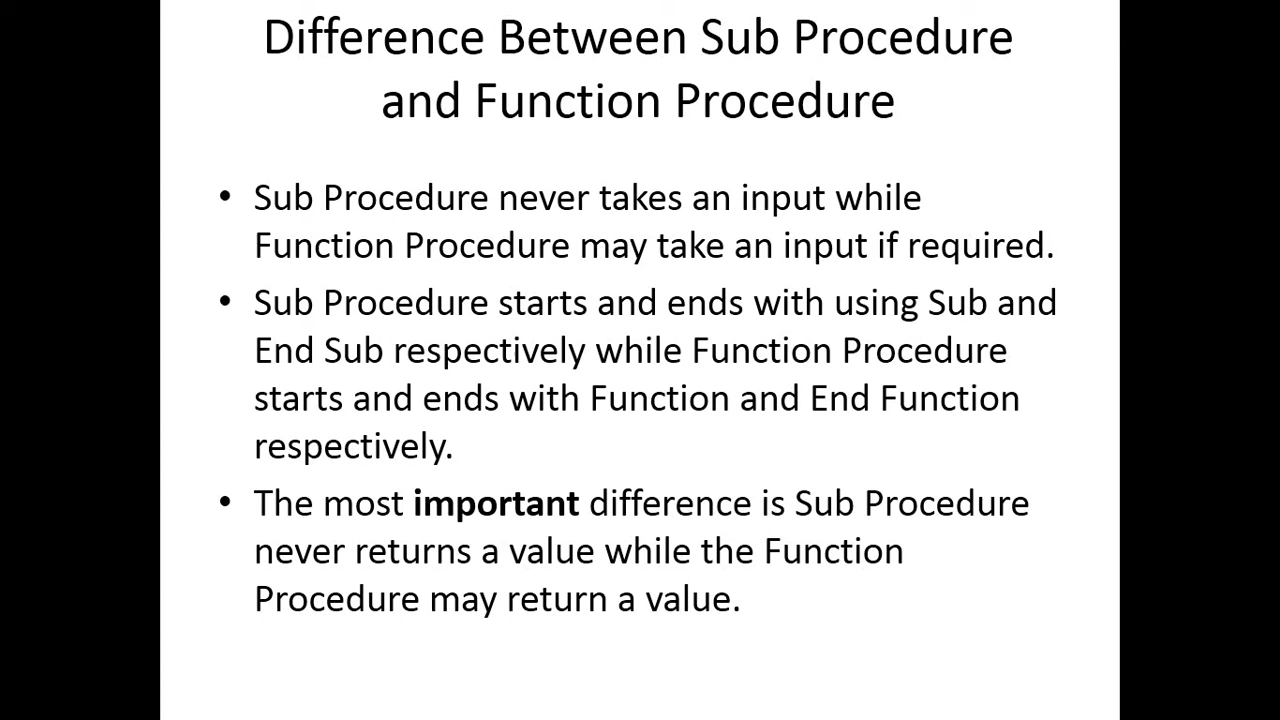 Difference Between Sub Procedure
and Function Procedure
• Sub Procedure never takes an input while
Function Procedure may take an input if required.
• Sub Procedure starts and ends with using Sub and
End Sub respectively while Function Procedure
starts and ends with Function and End Function
respectively.
• The most important difference is Sub Procedure
never returns a value while the Function
Procedure may return a value.